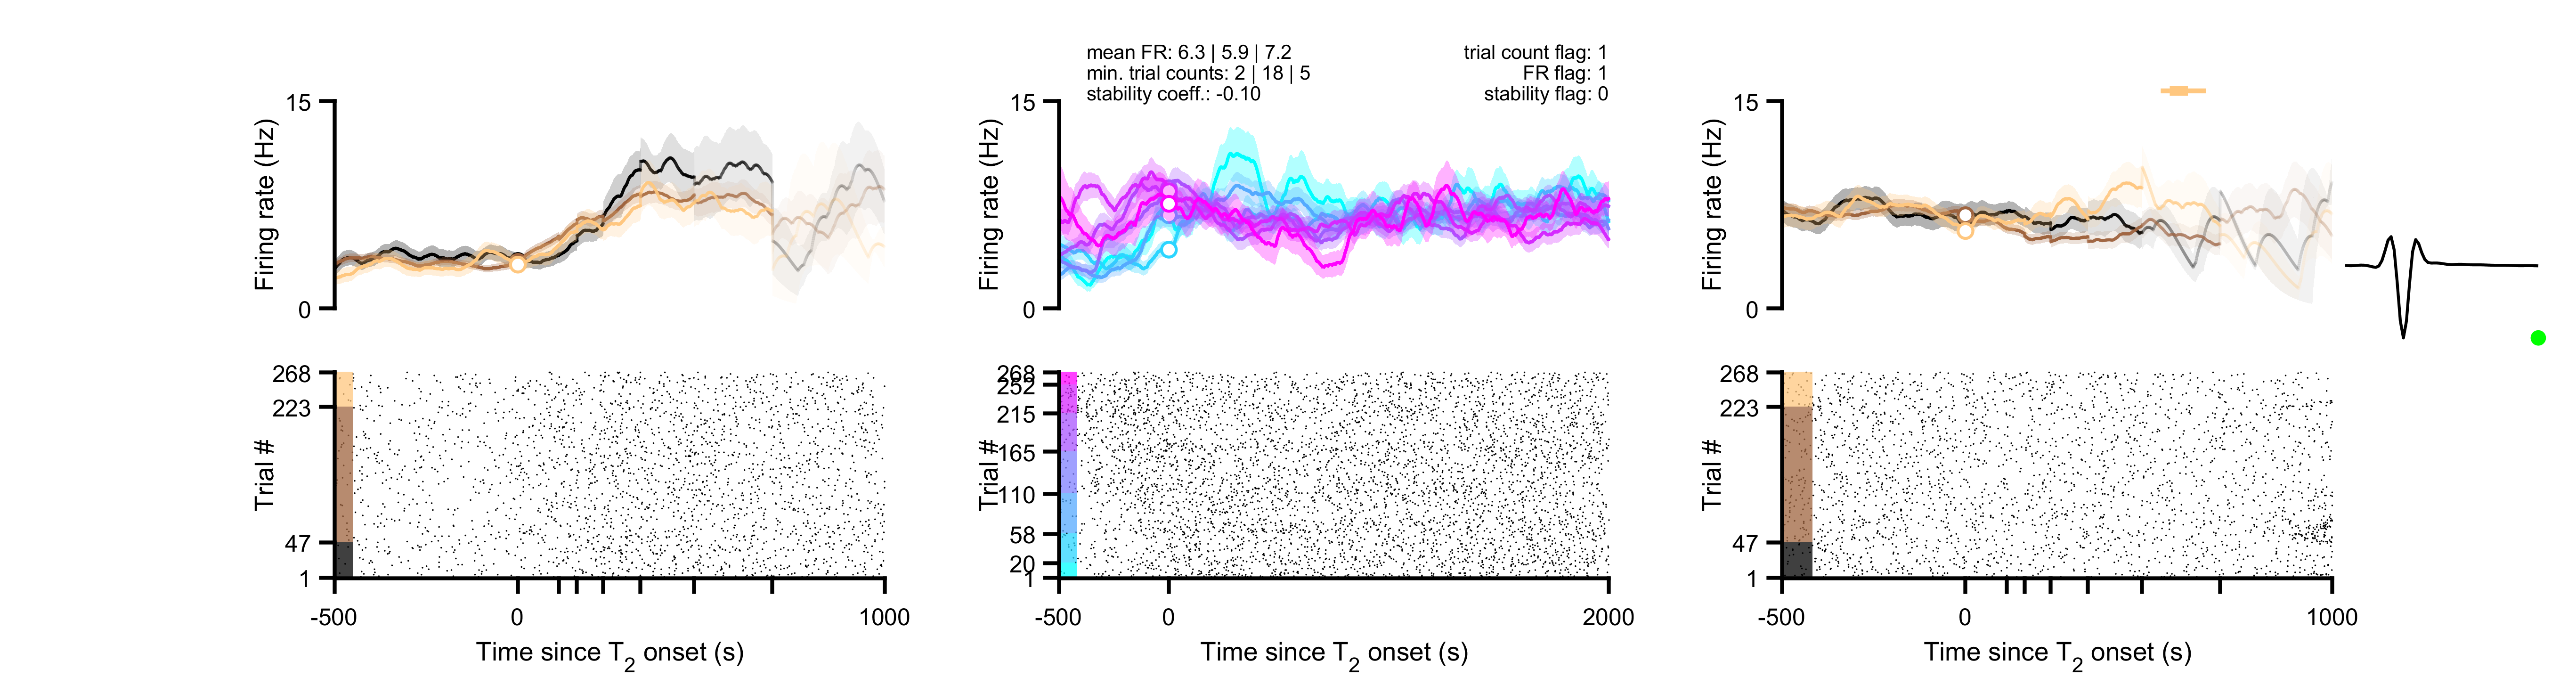 mean FR: 6.3 | 5.9 | 7.2
min. trial counts: 2 | 18 | 5
stability coeff.: -0.10
trial count flag: 1
FR flag: 1
stability flag: 0
15
Firing rate (Hz)
0
15
Firing rate (Hz)
0
15
Firing rate (Hz)
0
268
223
Trial #
47
1
-500
0
1000
Time since T2 onset (s)
268
252
215
165
110
58
20
1
Trial #
-500
0
2000
Time since T2 onset (s)
268
223
Trial #
47
1
-500
0
1000
Time since T2 onset (s)